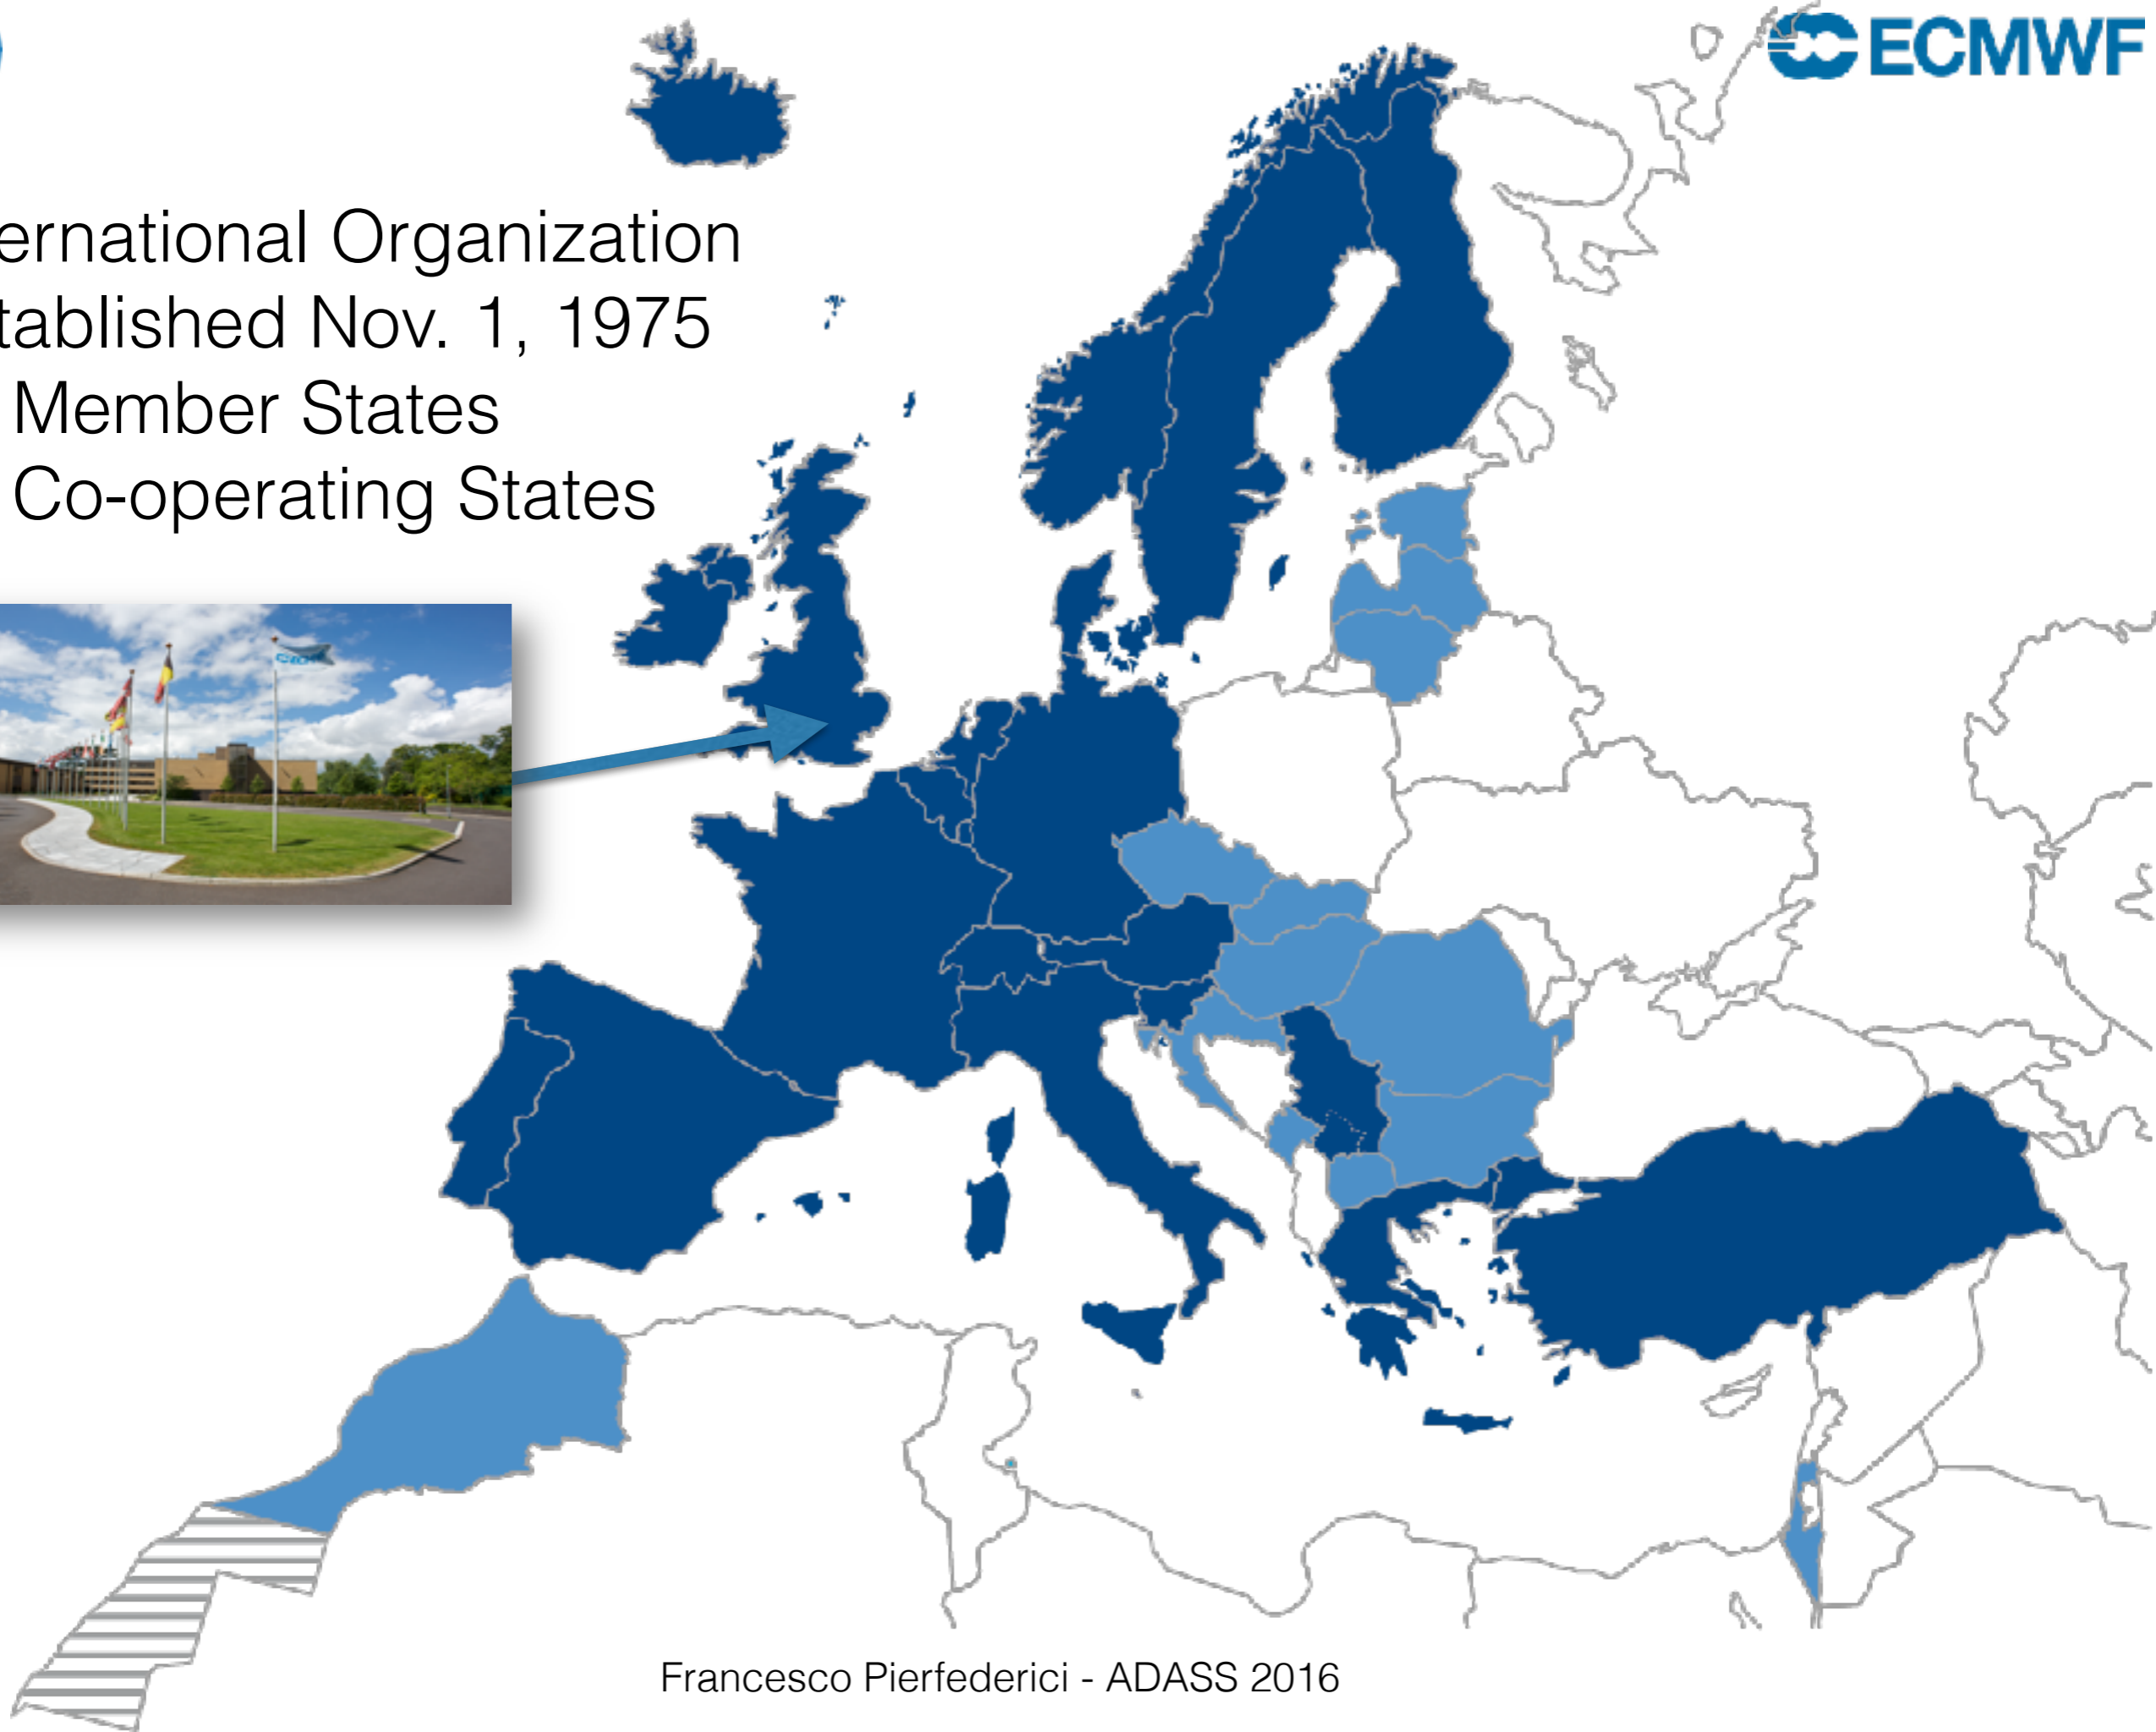 ECMWF
ernational Organization
tablished Nov. 1, 1975
Member States
Co-operating States
Francesco Pierfederici - ADASS 2016